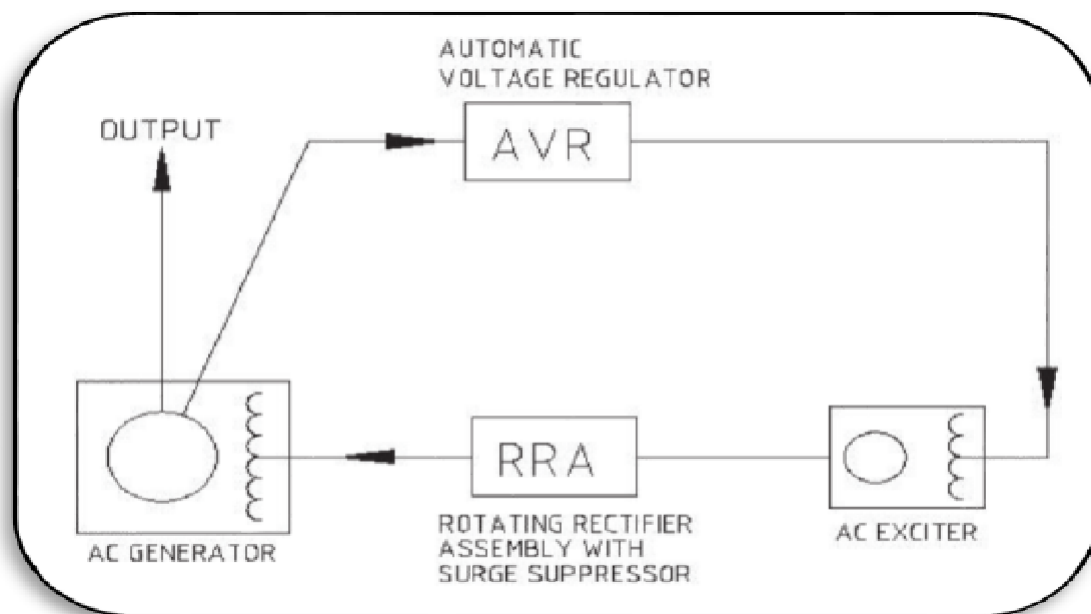 AUTOMATIC
VOLTAGE REGULATOR
OUTPUT
AVR
RRA
ROTATING RECTIFIER
ASSEMBLY WITH
SURGE SUPPRESSOR
AC GENERATOR
AC EXCITER